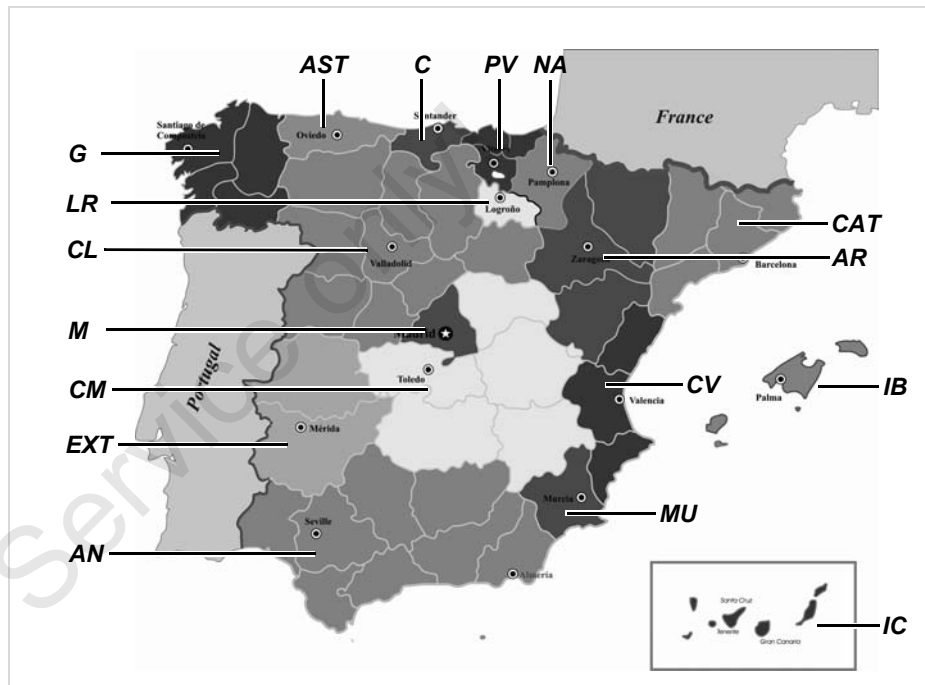 AST
C
PV
NA
Santander
France
Santiago de
Compostela
Oviedo
G
Pamplona
LR
Logroño
CAT
CL
Valladolid
Zaragoza
AR
Barcelona
M
Madrid
Portugal
Toledo
CM
CV
Palma
IB
Valencia
Mérida
EXT
Murcia
MU
Seville
AN
Almería
Santa Cruz
Tenerife
Gran Canaria
IC
Service only